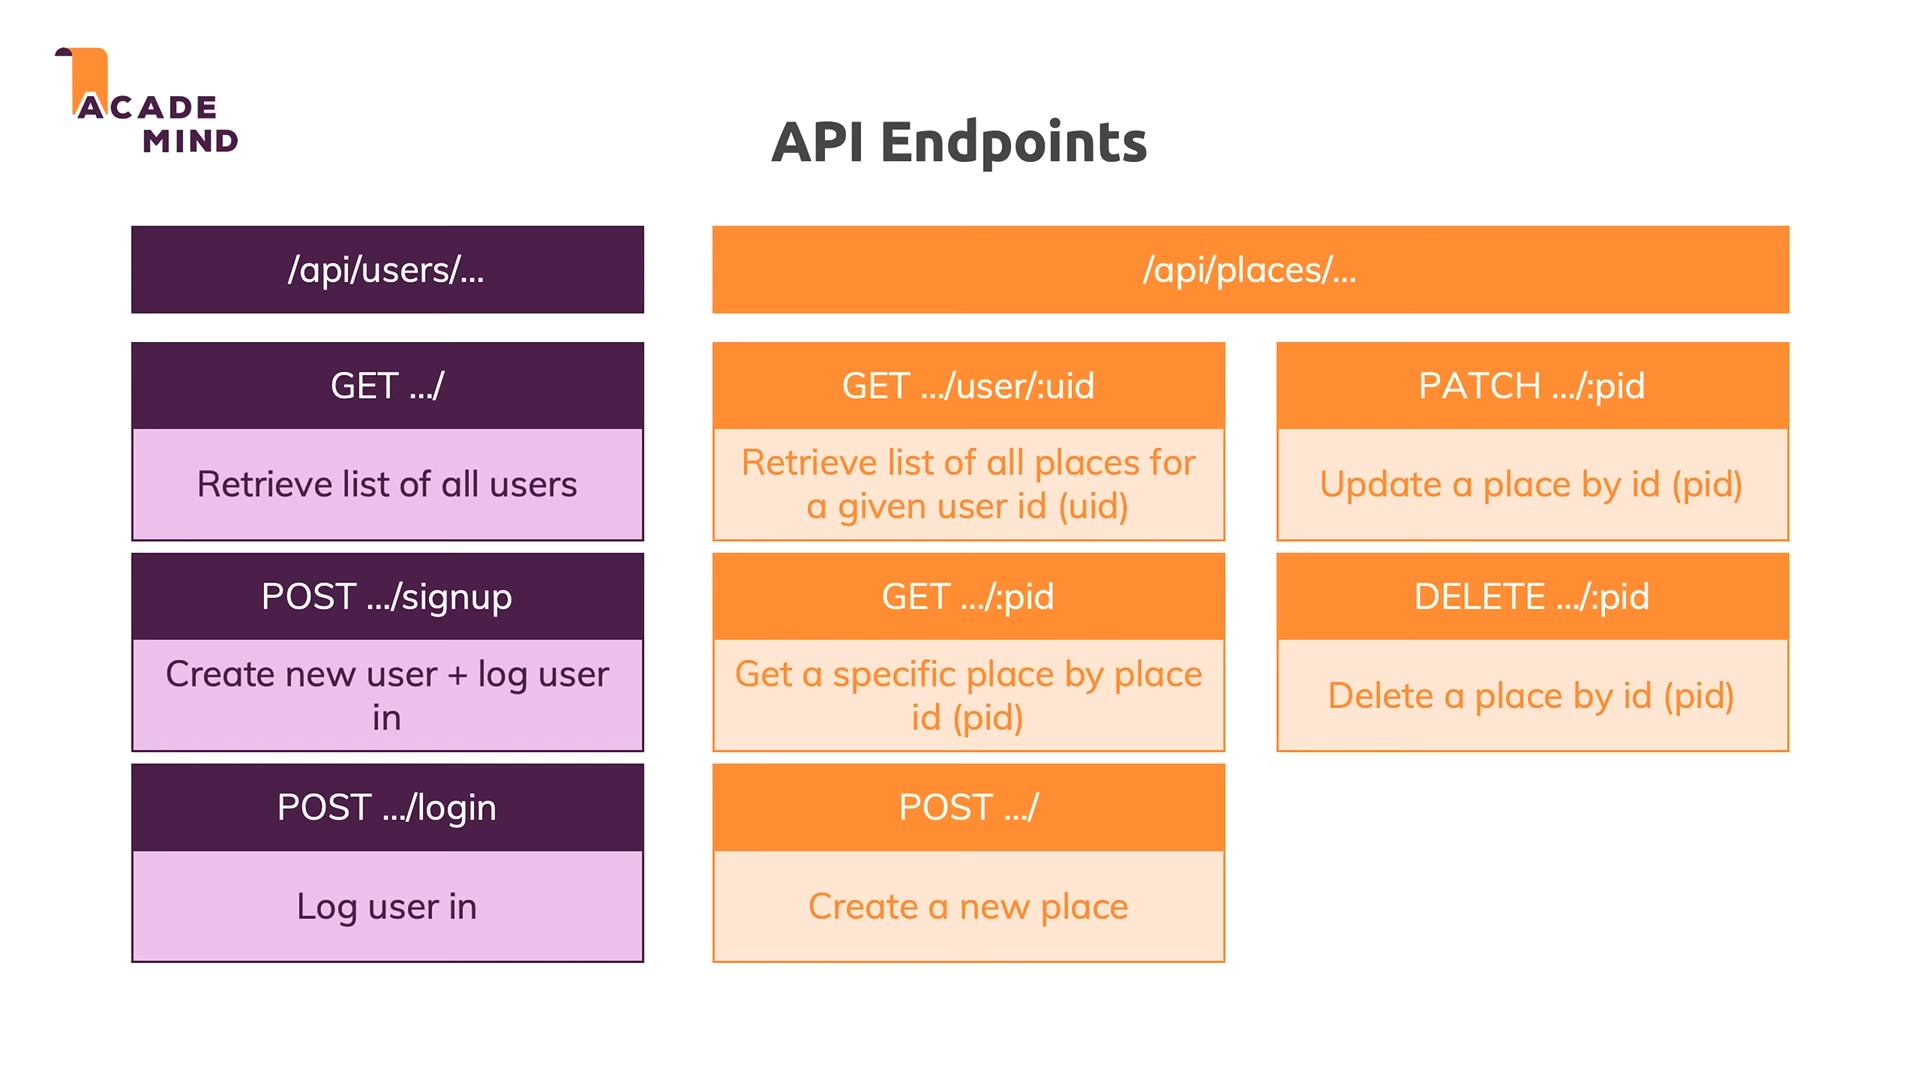 ACADE
MIND
API Endpoints
/api/users/...
GET .../
Retrieve list of all users
POST .../signup
Create new user + log user
in
POST .../login
Log user in
/api/places/...
GET .../user/:uid
Retrieve list of all places for
a given user id (uid)
GET .../:pid
Get a specific place by place
id (pid)
POST .../
Create a new place
PATCH .../:pid
Update a place by id (pid)
DELETE .../:pid
Delete a place by id (pid)